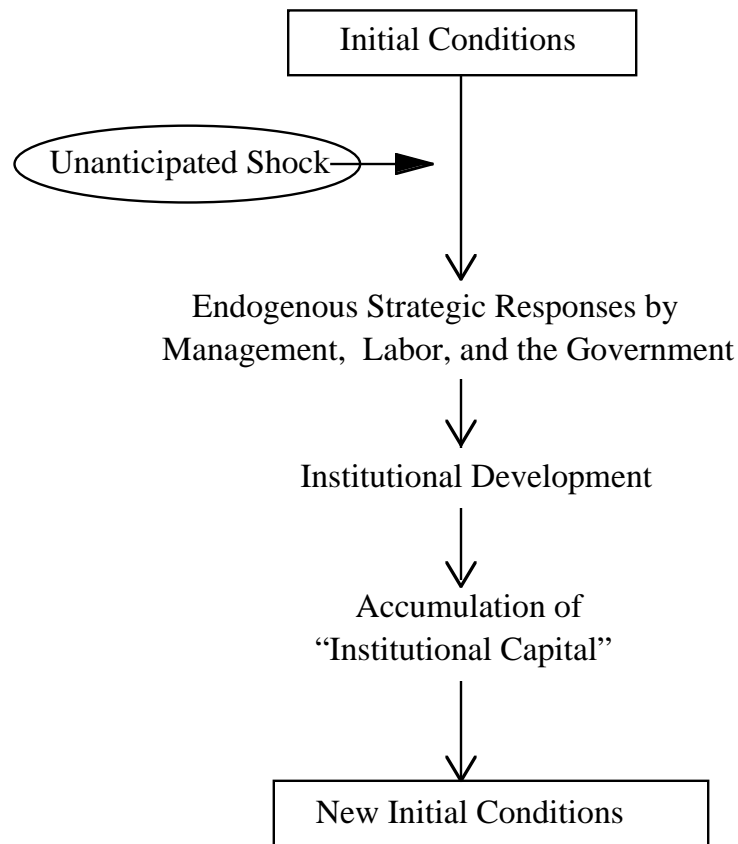 Initial Conditions
Unanticipated Shock
Endogenous Strategic Responses by
Management, Labor, and the Government
Institutional Development
Accumulation of
“Institutional Capital”
New Initial Conditions